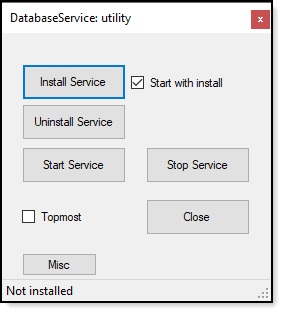 DatabaseService: utility
x
Install Service
Start with install
Uninstall Service
Start Service
Stop Service
Topmost
Close
Misc
Not installed